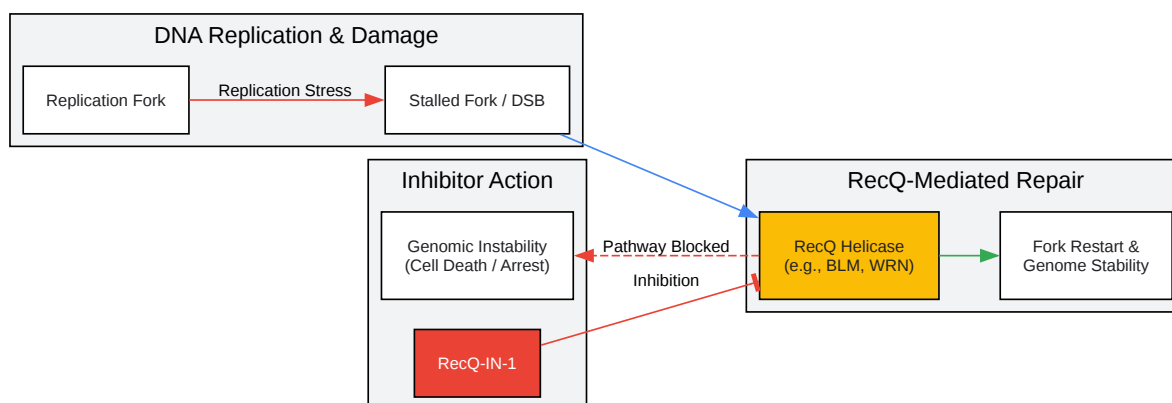 DNA Replication & Damage
Replication Fork
Replication Stress
Stalled Fork / DSB
Inhibitor Action
Genomic Instability
(Cell Death / Arrest)
Pathway Blocked
Inhibition
RecQ-IN-1
RecQ-Mediated Repair
RecQ Helicase
(e.g., BLM, WRN)
Fork Restart &
Genome Stability